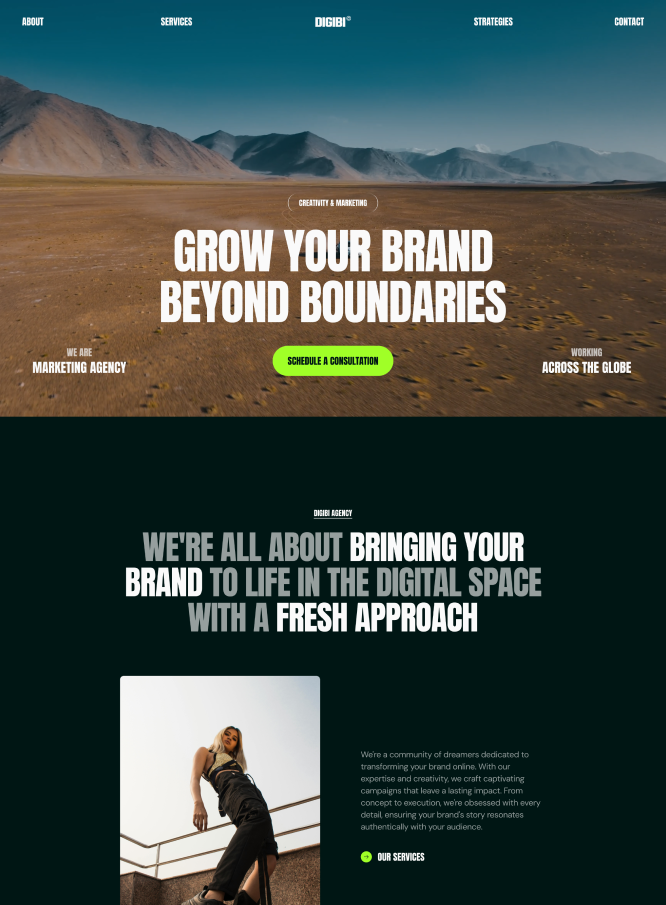 ABOUT
SERVICES
DIGIBI®
STRATEGIES
CONTACT
CREATIVITY & MARKETING
GROW YOUR BRAND
BEYOND BOUNDARIES
WE ARE
MARKETING AGENCY
SCHEDULE A CONSULTATION
WORKING
ACROSS THE GLOBE
DIGIBI AGENCY
WE'RE ALL ABOUT BRINGING YOUR
BRAND TO LIFE IN THE DIGITAL SPACE
WITH A FRESH APPROACH
We're a community of dreamers dedicated to
transforming your brand online. With our
expertise and creativity, we craft captivating
campaigns that leave a lasting impact. From
concept to execution, we're obsessed with every
detail, ensuring your brand's story resonates
authentically with your audience.
OUR SERVICES